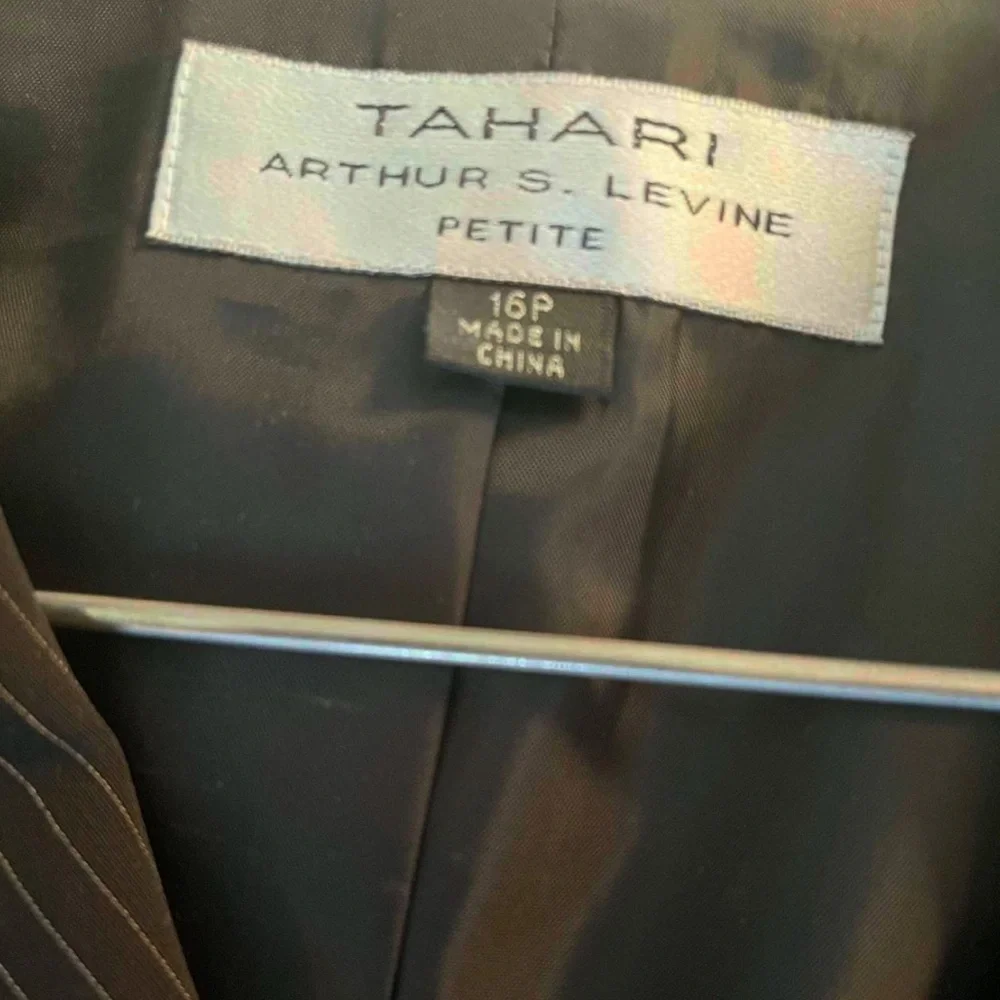 TAHARI
ARTHUR S. LEVINE
PETITE
16P
MADE IN
CHINA